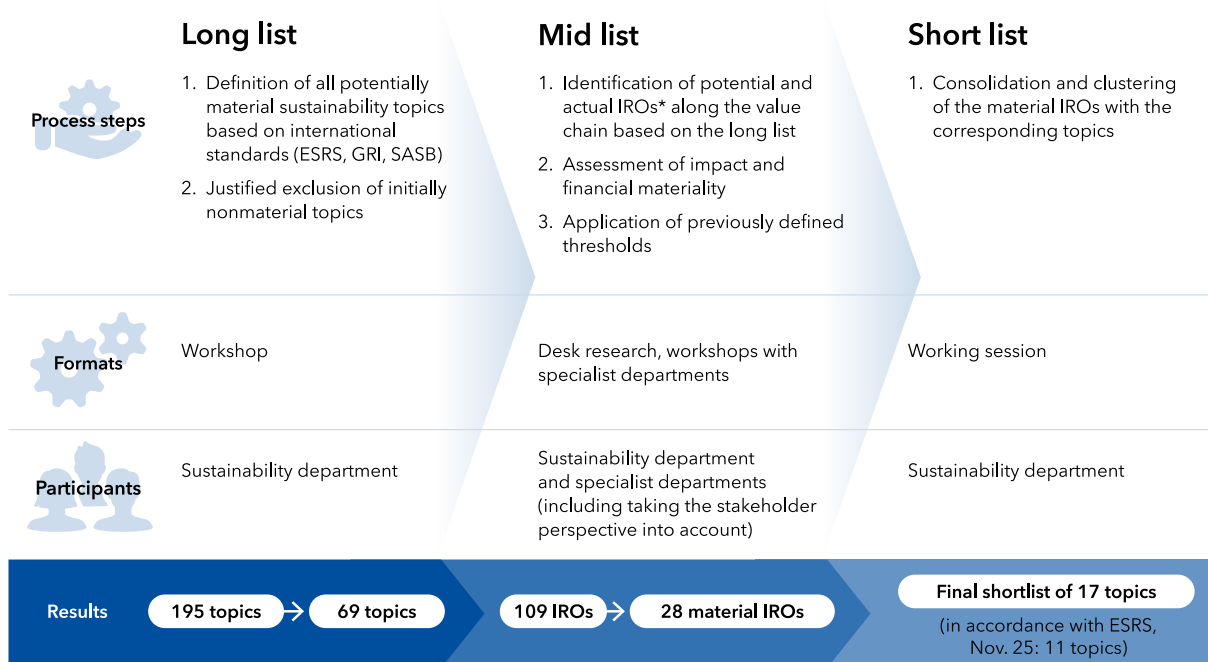 Long list
Mid list
Short list
Process steps
1. Definition of all potentially
material sustainability topics
based on international
standards (ESRS, GRI, SASB)
2. Justified exclusion of initially
nonmaterial topics
1. Identification of potential and
actual IROs* along the value
chain based on the long list
2. Assessment of impact and
financial materiality
3. Application of previously defined
thresholds
1. Consolidation and clustering
of the material IROs with the
corresponding topics
Formats
Workshop
Desk research, workshops with
specialist departments
Working session
Participants
Sustainability department
Sustainability department
and specialist departments
(including taking the stakeholder
perspective into account)
Sustainability department
Results
195 topics
69 topics
109 IROs
28 material IROs
Final shortlist of 17 topics
(in accordance with ESRS,
Nov. 25: 11 topics)